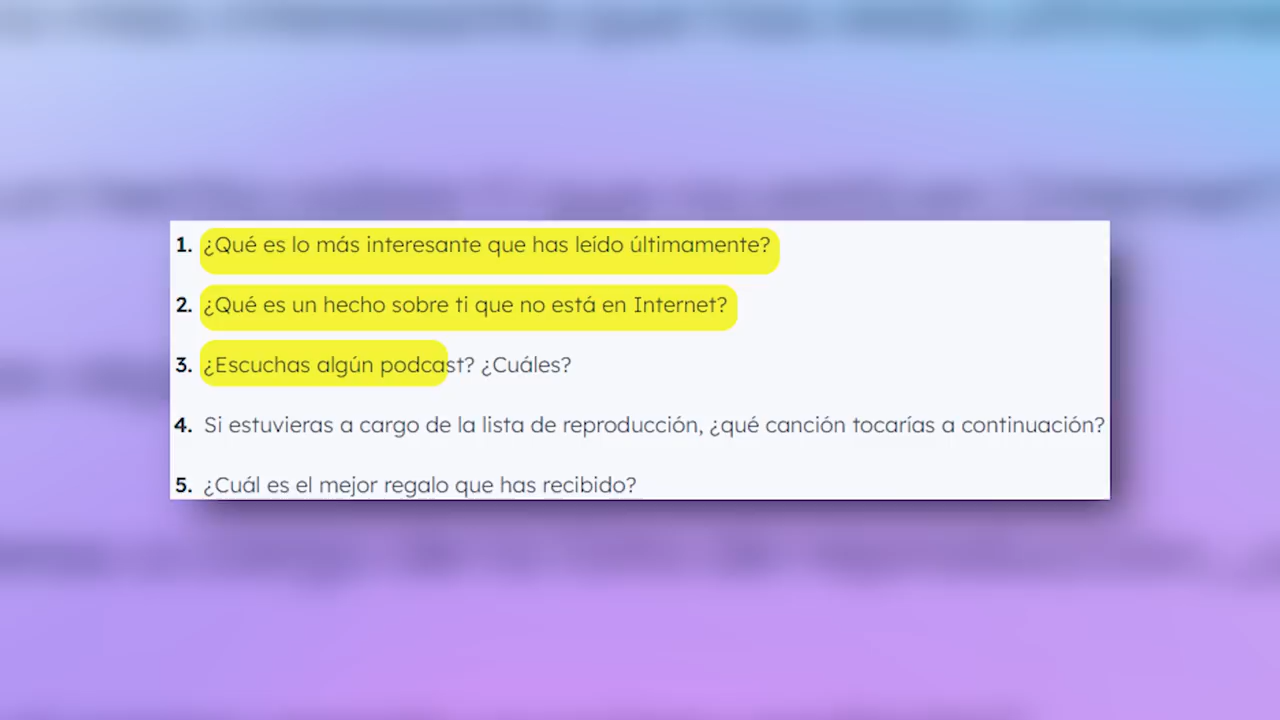 1. ¿Qué es lo más interesante que has leído últimamente?
2. ¿Qué es un hecho sobre ti que no está en Internet?
3. ¿Escuchas algún podcast? ¿Cuáles?
4. Si estuvieras a cargo de la lista de reproducción, ¿qué canción tocarías a continuación?
5. ¿Cuál es el mejor regalo que has recibido?